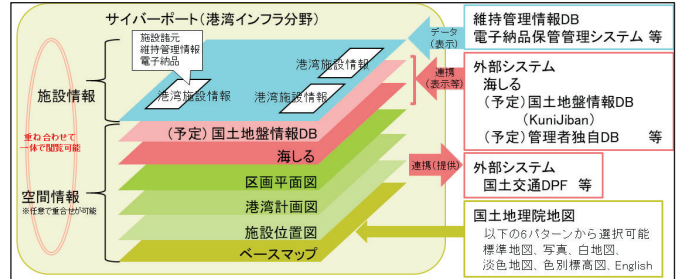 サイバーポート（港湾インフラ分野）
施設諸元
維持管理情報
電子納品
港湾施設情報
港湾施設情報
港湾施設情報
施設情報
重ね合わせて
一体で閲覧可能
空間情報
※任意で重合せが可能
（予定）国土地盤情報DB
海しる
区画平面図
港湾計画図
施設位置図
ベースマップ
データ
（表示）
維持管理情報DB
電子納品保管管理システム 等
連携
（表示等）
外部システム
海しる
（予定）国土地盤情報DB
（KuniJiban）
（予定）管理者独自DB 等
連携（提供）
外部システム
国土交通DPF 等
国土地理院地図
以下の6パターンから選択可能
標準地図、写真、白地図、
淡色地図、色別標高図、English